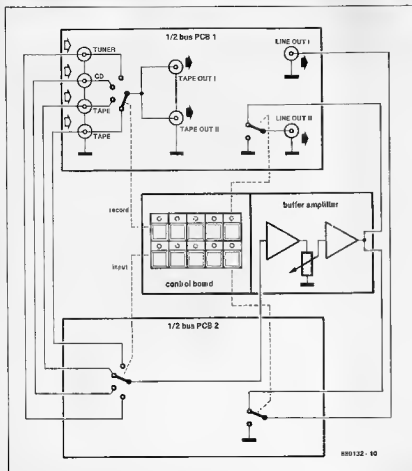 1/2 bus PCB 1
TUNER
CD
TAPE
TAPE
TAPE OUT I
TAPE OUT II
LINE OUT I
LINE OUT II
record
input
control board
buffer amplifier
1/2 bus PCB 2
880132 - 10